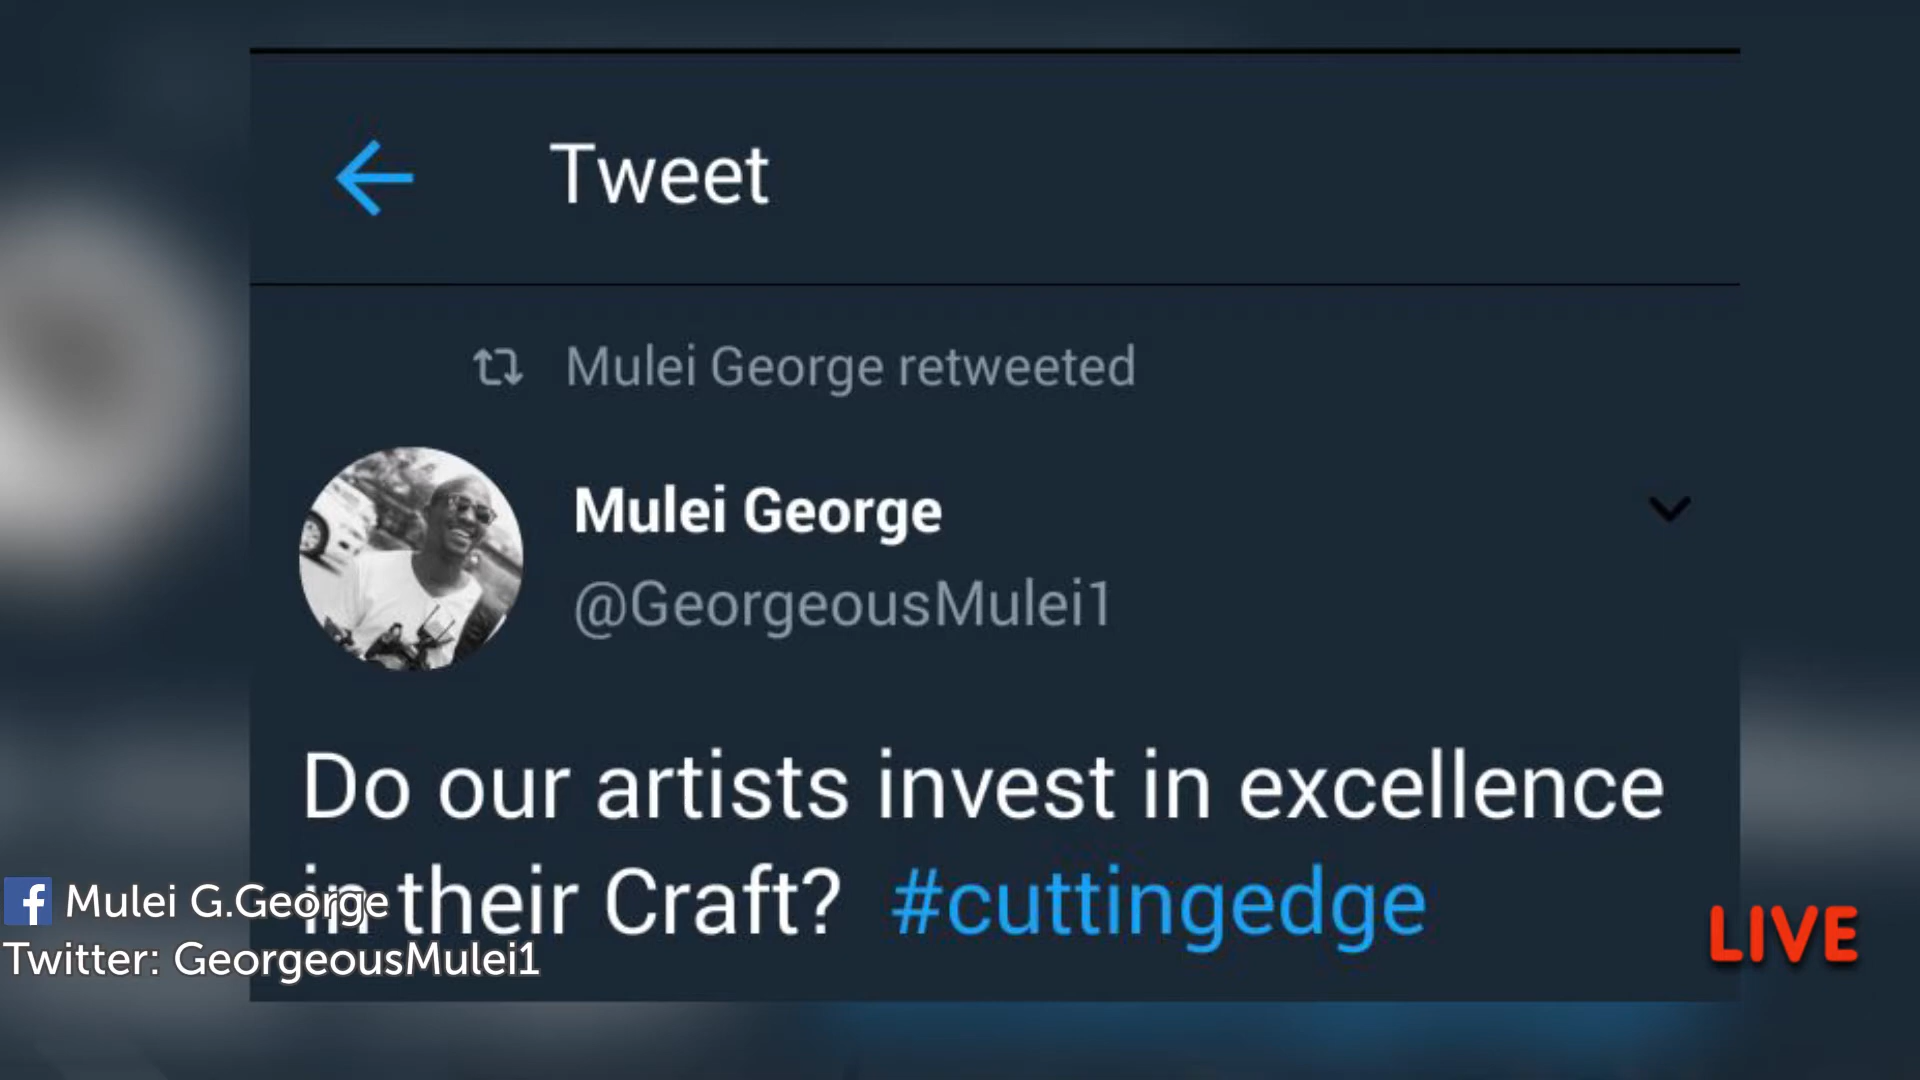 Tweet
Mulei George retweeted
Mulei George
@GeorgeousMulei1
Do our artists invest in excellence
in their Craft? #cuttingedge
f Mulei G.George
Twitter: GeorgeousMulei1
LIVE